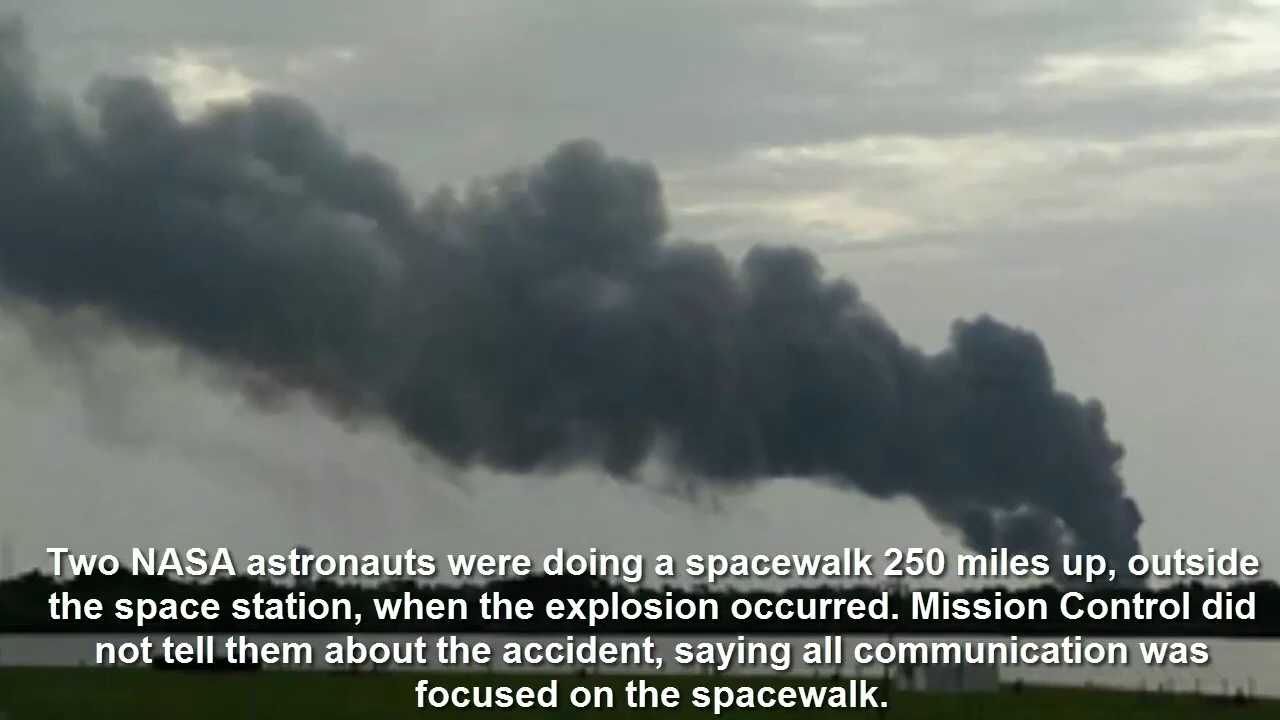 Two NASA astronauts were doing a spacewalk 250 miles up, outside
the space station, when the explosion occurred. Mission Control did
not tell them about the accident, saying all communication was
focused on the spacewalk.